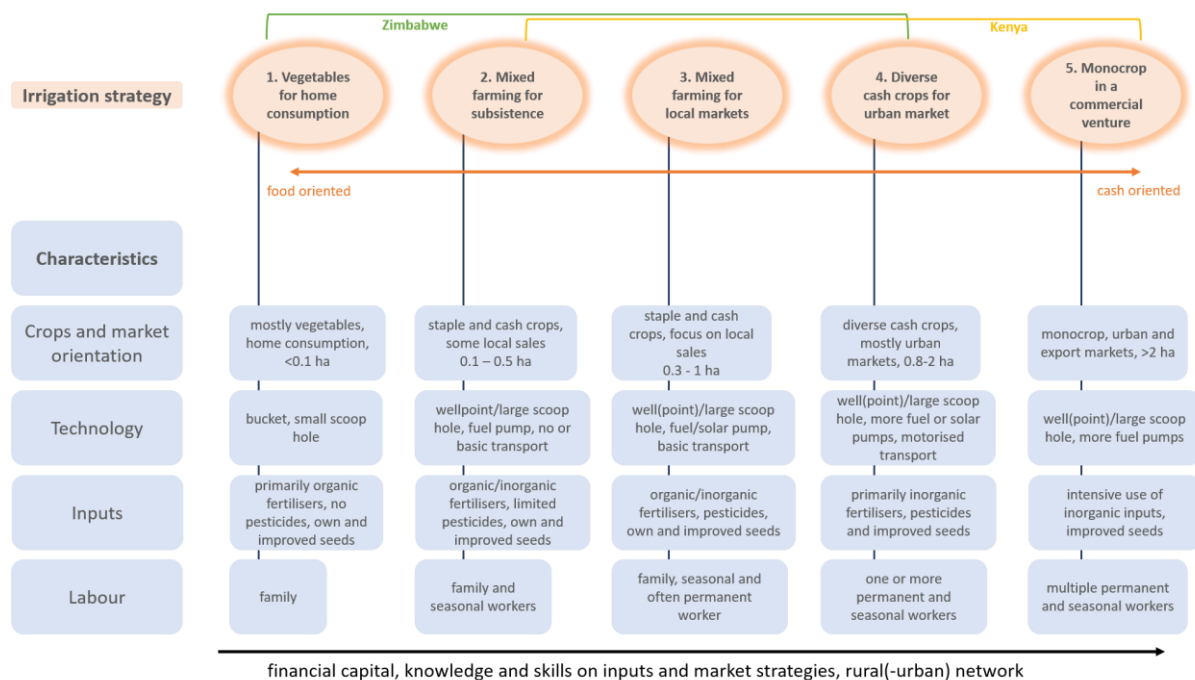 Zimbabwe
Kenya
Irrigation strategy
1. Vegetables
for home
consumption
2. Mixed
farming for
subsistence
3. Mixed
farming for
local markets
4. Diverse
cash crops for
urban market
5. Monocrop
in a
commercial
venture
food oriented
cash oriented
Characteristics
Crops and market
orientation
mostly vegetables,
home consumption,
<0.1 ha
staple and cash crops,
some local sales
0.1 – 0.5 ha
staple and cash
crops, focus on local
sales
0.3 - 1 ha
diverse cash crops,
mostly urban
markets, 0.8-2 ha
monocrop, urban and
export markets, >2 ha
Technology
bucket, small scoop
hole
wellpoint/large scoop
hole, fuel pump, no or
basic transport
well(point)/large scoop
hole, fuel/solar pump,
basic transport
well(point)/large scoop
hole, more fuel or solar
pumps, motorised
transport
well(point)/large scoop
hole, more fuel pumps
Inputs
primarily organic
fertilisers, no
pesticides, own and
improved seeds
organic/inorganic
fertilisers, limited
pesticides, own and
improved seeds
organic/inorganic
fertilisers, pesticides,
own and improved seeds
primarily inorganic
fertilisers, pesticides
and improved seeds
intensive use of
inorganic inputs,
improved seeds
Labour
family
family and
seasonal workers
family, seasonal and
often permanent
worker
one or more
permanent and
seasonal workers
multiple permanent
and seasonal workers
financial capital, knowledge and skills on inputs and market strategies, rural(-urban) network